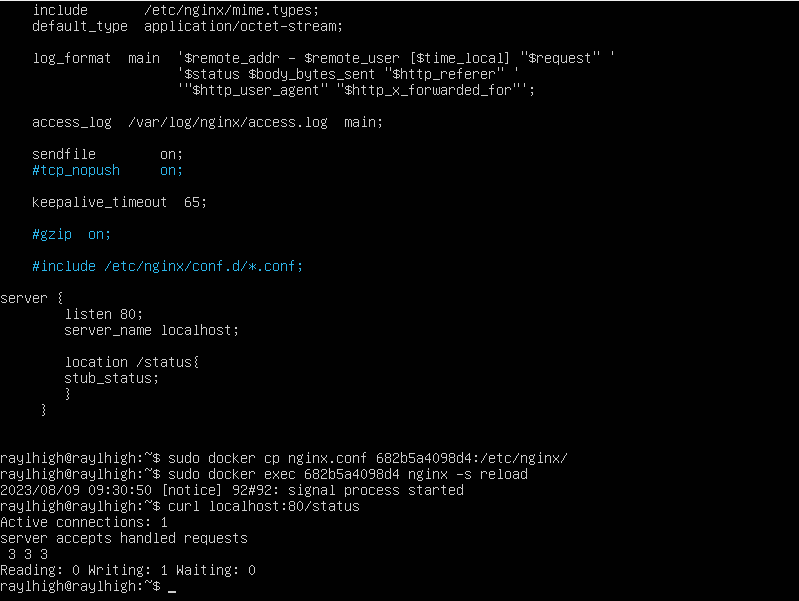 include       /etc/nginx/mime.types;
default_type  application/octet-stream;
log_format  main  '$remote_addr - $remote_user [$time_local] "$request" '
'$status $body_bytes_sent "$http_referer" '
'"$http_user_agent" "$http_x_forwarded_for"';
access_log  /var/log/nginx/access.log  main;
sendfile        on;
#tcp_nopush     on;
keepalive_timeout  65;
#gzip  on;
#include /etc/nginx/conf.d/*.conf;
server {
listen 80;
server_name localhost;
location /status{
stub_status;
}
}
raylhigh@raylhigh:~$ sudo docker cp nginx.conf 682b5a4098d4:/etc/nginx/
raylhigh@raylhigh:~$ sudo docker exec 682b5a4098d4 nginx -s reload
2023/08/09 09:30:50 [notice] 92#92: signal process started
raylhigh@raylhigh:~$ curl localhost:80/status
Active connections: 1
server accepts handled requests
3 3 3
Reading: 0 Writing: 1 Waiting: 0
raylhigh@raylhigh:~$ _